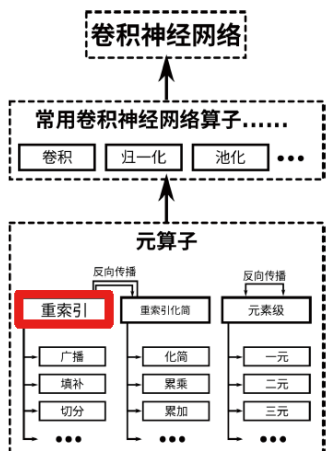 卷积神经网络
常用卷积神经网络算子......
卷积 归一化 池化 •••
元算子
反向传播 反向传播
重索引 重索引化简 元素级
广播 化简 一元
填补 累乘 二元
切分 累加 三元
••• ••• •••